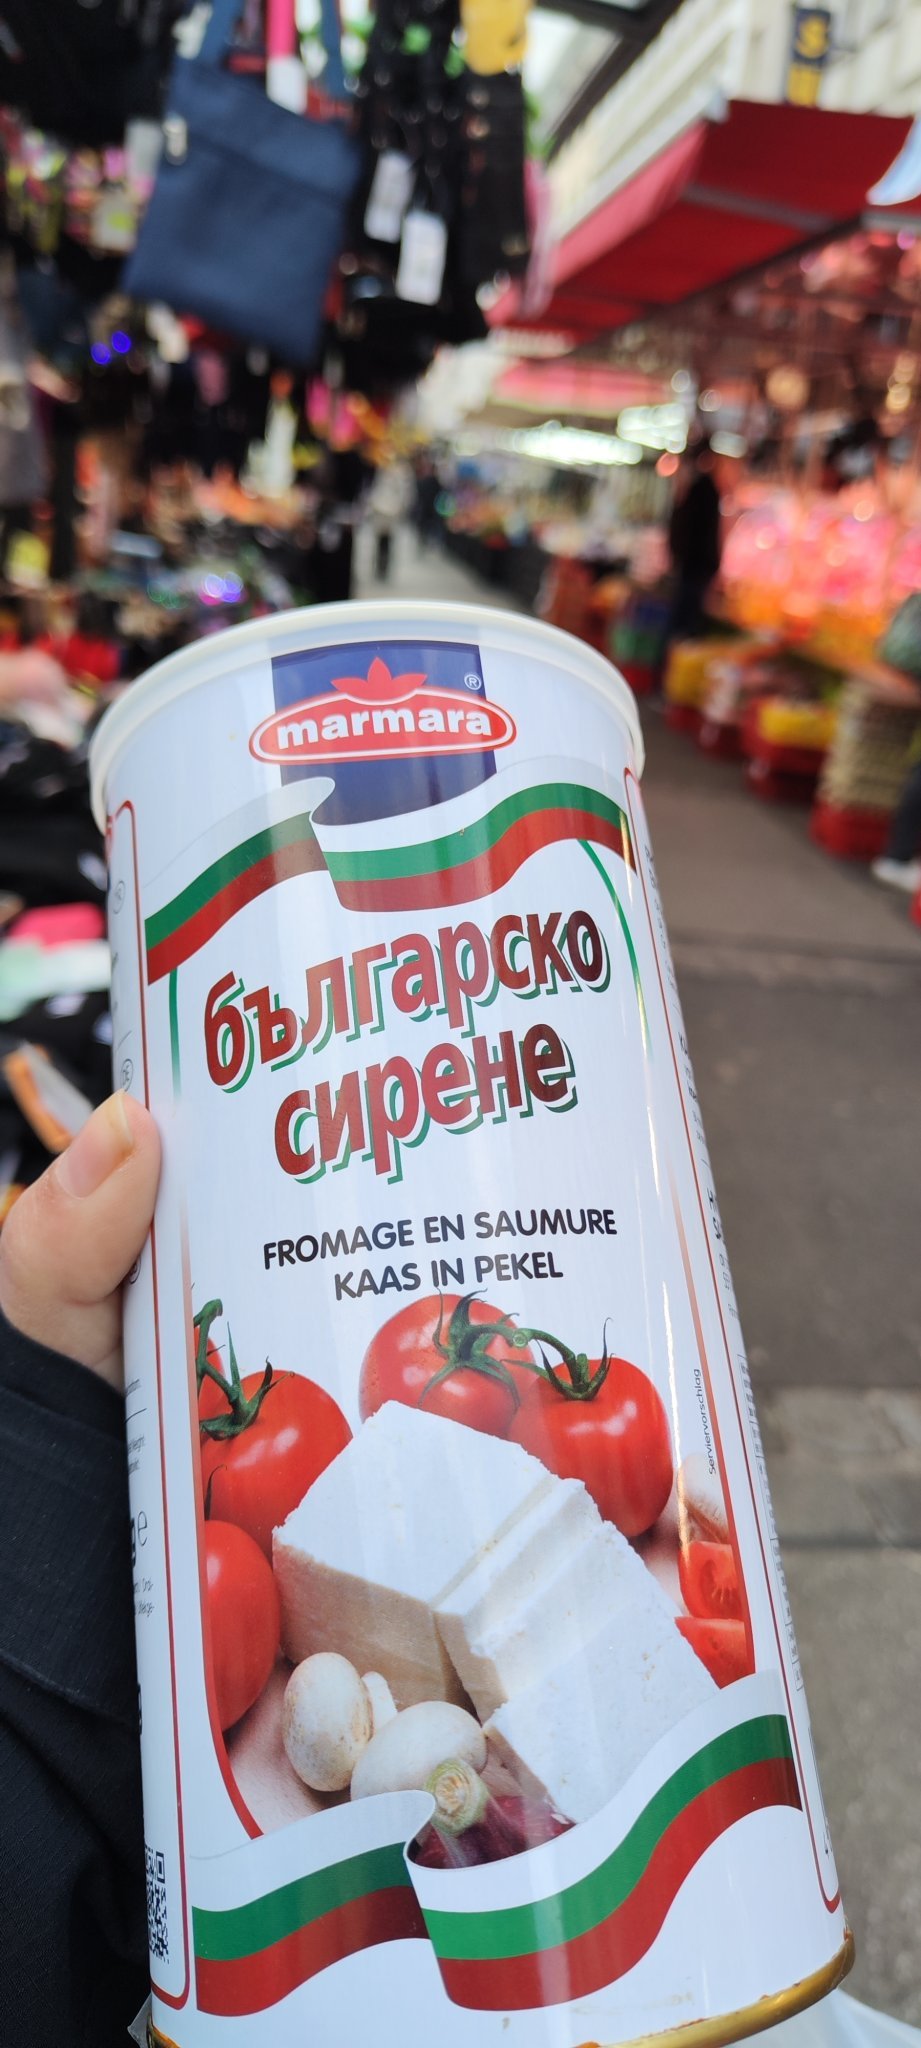 marmara®
българско
сирене
FROMAGE EN SAUMURE
KAAS IN PEKEL
Serviervorschlag